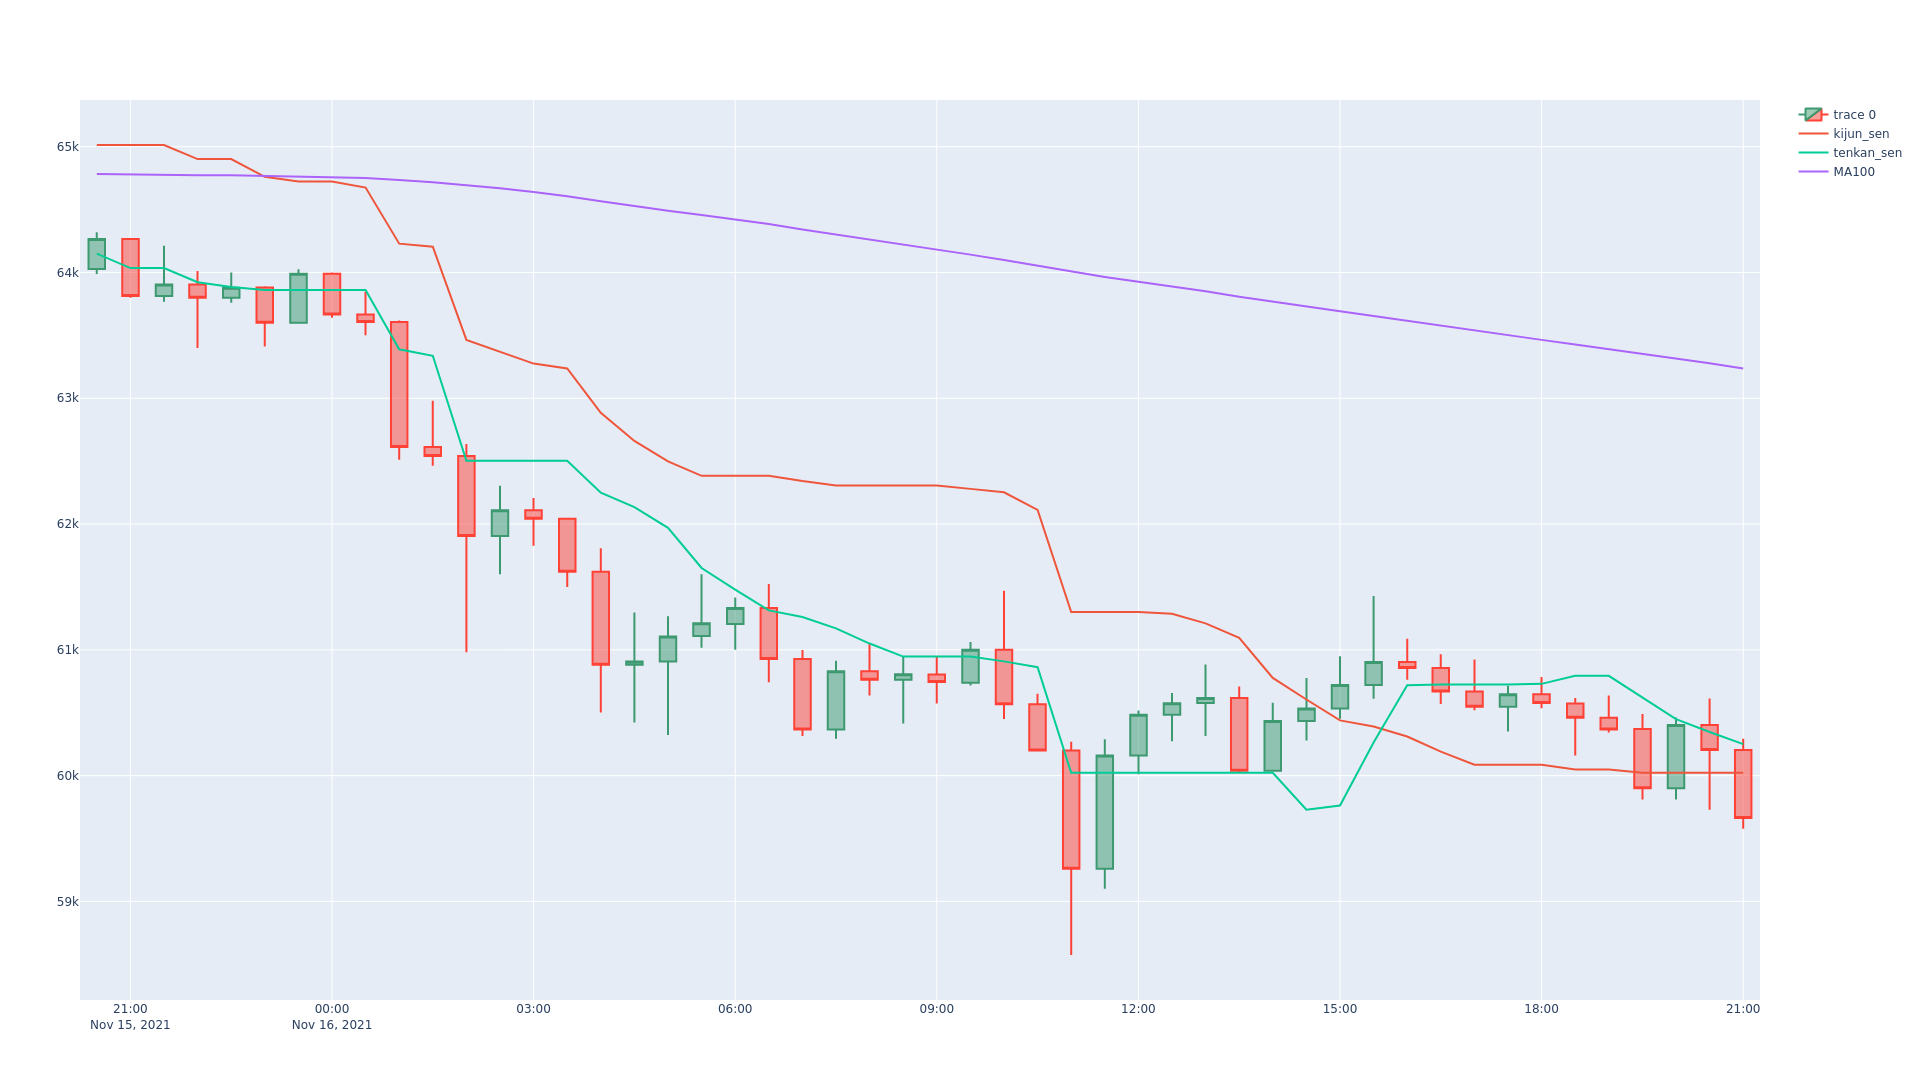 65k
64k
63k
62k
61k
60k
59k
21:00
Nov 15, 2021
00:00
Nov 16, 2021
03:00
06:00
09:00
12:00
15:00
18:00
21:00
trace 0
kijun_sen
tenkan_sen
MA100